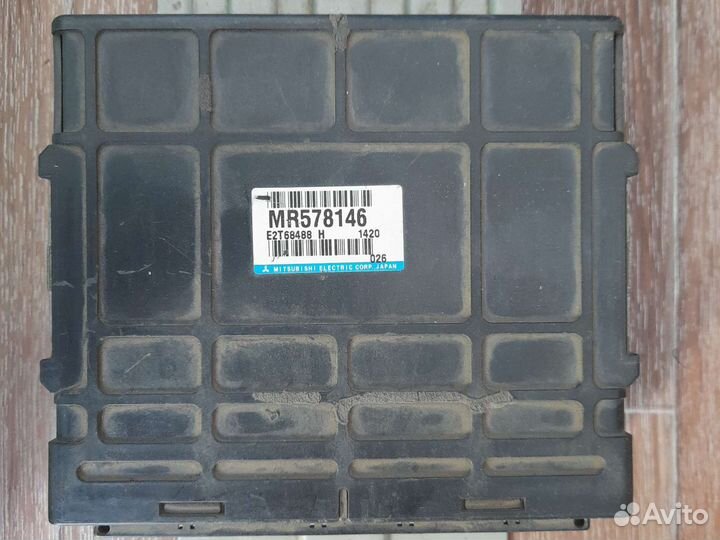 MR578146
E2T68488 H 1420
026
MITSUBISHI ELECTRIC CORP. JAPAN
Avito